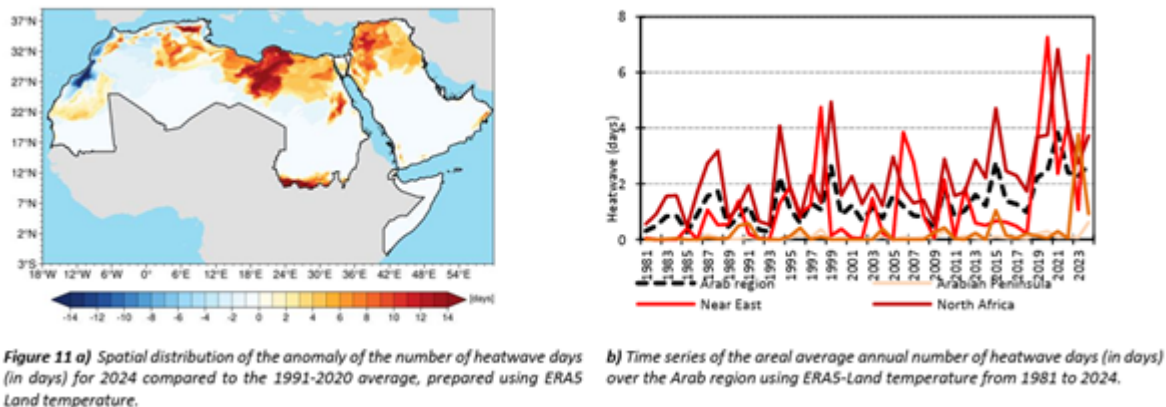 37°N
32°N
27°N
22°N
17°N
12°N
8°N
3°N
3°S
18°W 12°W 6°W 0° 6°E 12°E 18°E 24°E 30°E 36°E 42°E 48°E 54°E
-14 -12 -10 -8 -6 -4 -2 0 2 4 6 8 10 12 14 [days]
8
6
4
2
0
Heatwave (days)
1981 1983 1985 1987 1989 1991 1993 1995 1997 1999 2001 2003 2005 2007 2009 2011 2013 2015 2017 2019 2021 2023
Arab region Arabian Peninsula
Near East North Africa
Figure 11 a) Spatial distribution of the anomaly of the number of heatwave days
(in days) for 2024 compared to the 1991-2020 average, prepared using ERA5
Land temperature.
b) Time series of the areal average annual number of heatwave days (in days)
over the Arab region using ERA5-Land temperature from 1981 to 2024.